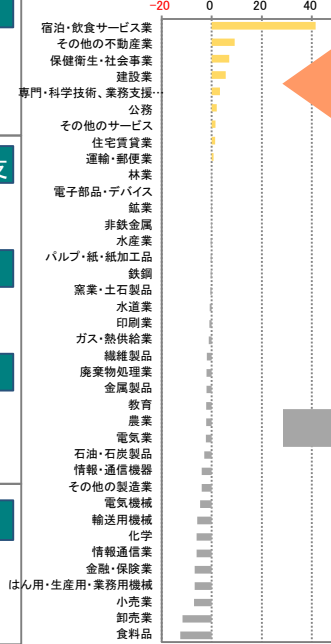 -20 0 20 40
宿泊・飲食サービス業
その他の不動産業
保健衛生・社会事業
建設業
専門・科学技術、業務支援…
公務
その他のサービス
住宅賃貸業
運輸・郵便業
林業
電子部品・デバイス
鉱業
非鉄金属
水産業
パルプ・紙・紙加工品
鉄鋼
窯業・土石製品
水道業
印刷業
ガス・熱供給業
繊維製品
廃棄物処理業
金属製品
教育
農業
電気業
石油・石炭製品
情報・通信機器
その他の製造業
電気機械
輸送用機械
化学
情報通信業
金融・保険業
はん用・生産用・業務用機械
小売業
卸売業
食料品
支